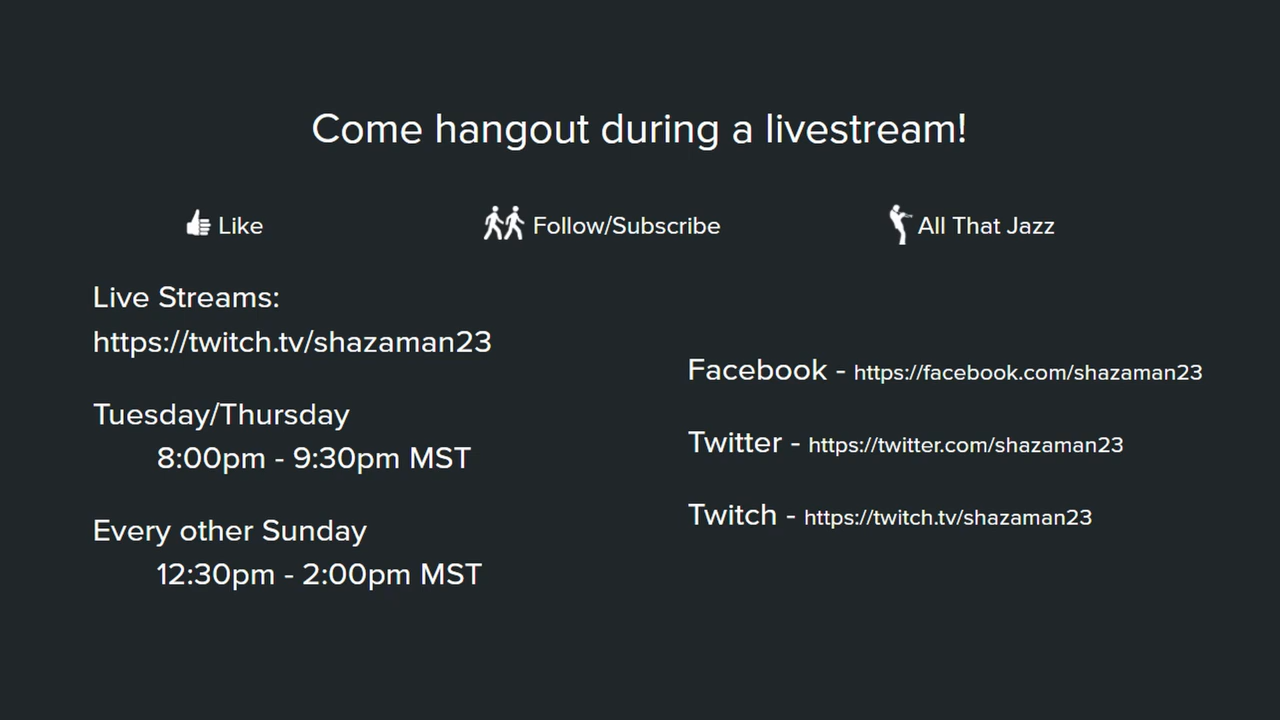 Come hangout during a livestream!
Like
Follow/Subscribe
All That Jazz
Live Streams:
https://twitch.tv/shazaman23
Tuesday/Thursday
8:00pm - 9:30pm MST
Every other Sunday
12:30pm - 2:00pm MST
Facebook - https://facebook.com/shazaman23
Twitter - https://twitter.com/shazaman23
Twitch - https://twitch.tv/shazaman23